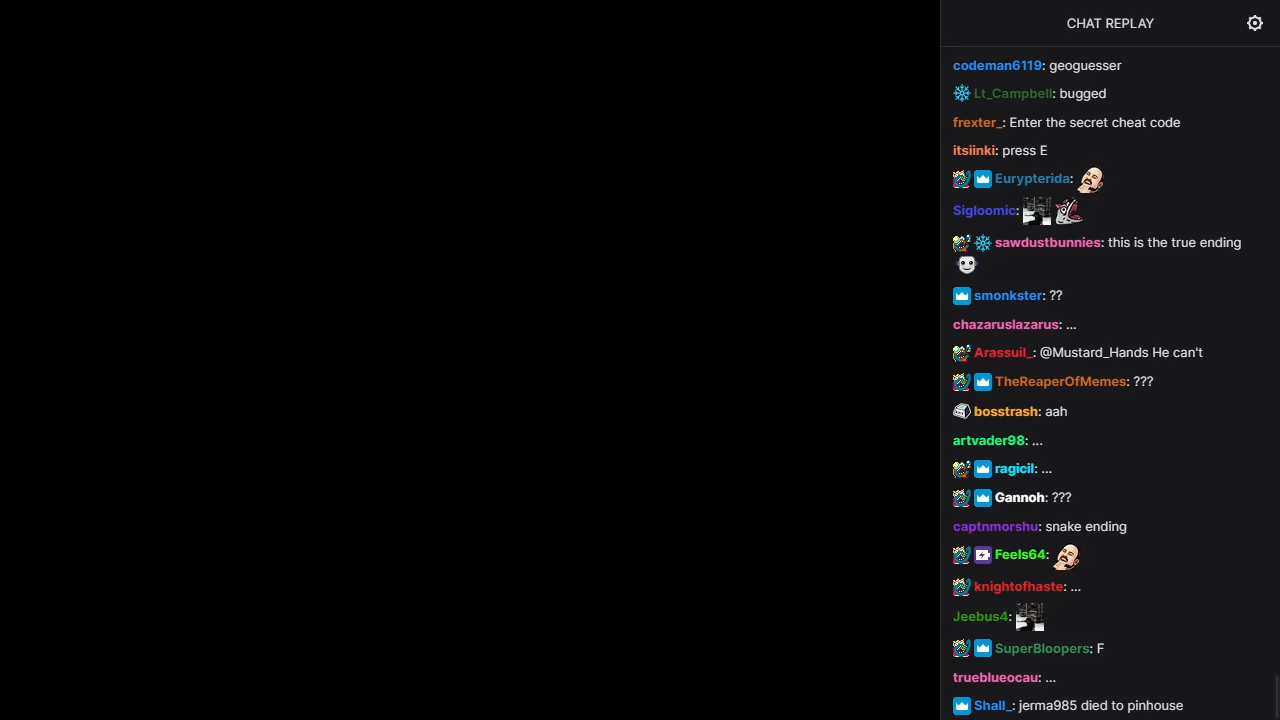 CHAT REPLAY
codeman6119: geoguesser
Lt_Campbell: bugged
frexter_: Enter the secret cheat code
itsiinki: press E
Eurypterida:
Sigloomic:
sawdustbunnies: this is the true ending
smonkster: ??
chazaruslazarus: ...
Arassuil_: @Mustard_Hands He can't
TheReaperOfMemes: ???
bosstrash: aah
artvader98: ...
ragicil: ...
Gannoh: ???
captnmorshu: snake ending
Feels64:
knightofhaste: ...
Jeebus4:
SuperBloopers: F
trueblueocau: ...
Shall_: jerma985 died to pinhouse